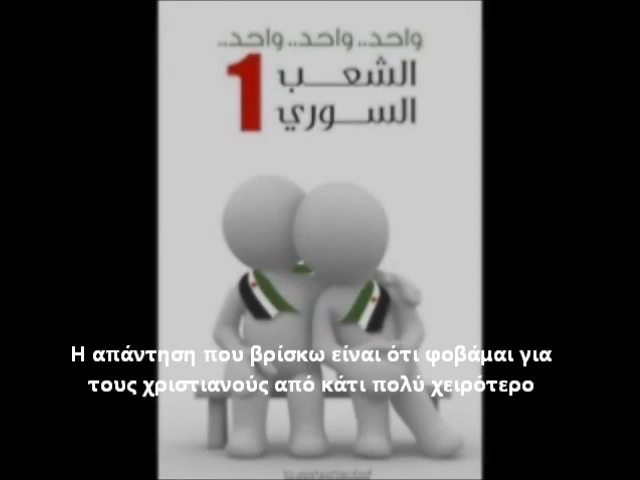 واحد.. واحد.. واحد..
الشعب
السوري 1
Η απάντηση που βρίσκω είναι ότι φοβάμαι για
τους χριστιανούς από κάτι πολύ χειρότερο